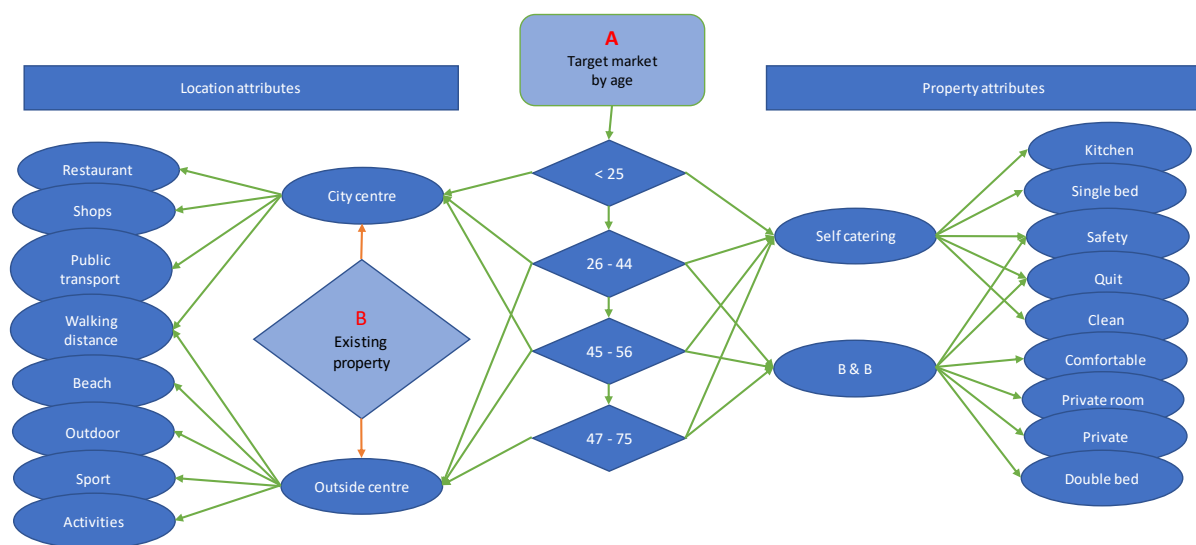 A
Target market
by age
Location attributes
Property attributes
Restaurant
Shops
Public
transport
Walking
distance
Beach
Outdoor
Sport
Activities
City centre
B
Existing
property
Outside centre
< 25
26 - 44
45 - 56
47 - 75
Self catering
B & B
Kitchen
Single bed
Safety
Quit
Clean
Comfortable
Private room
Private
Double bed